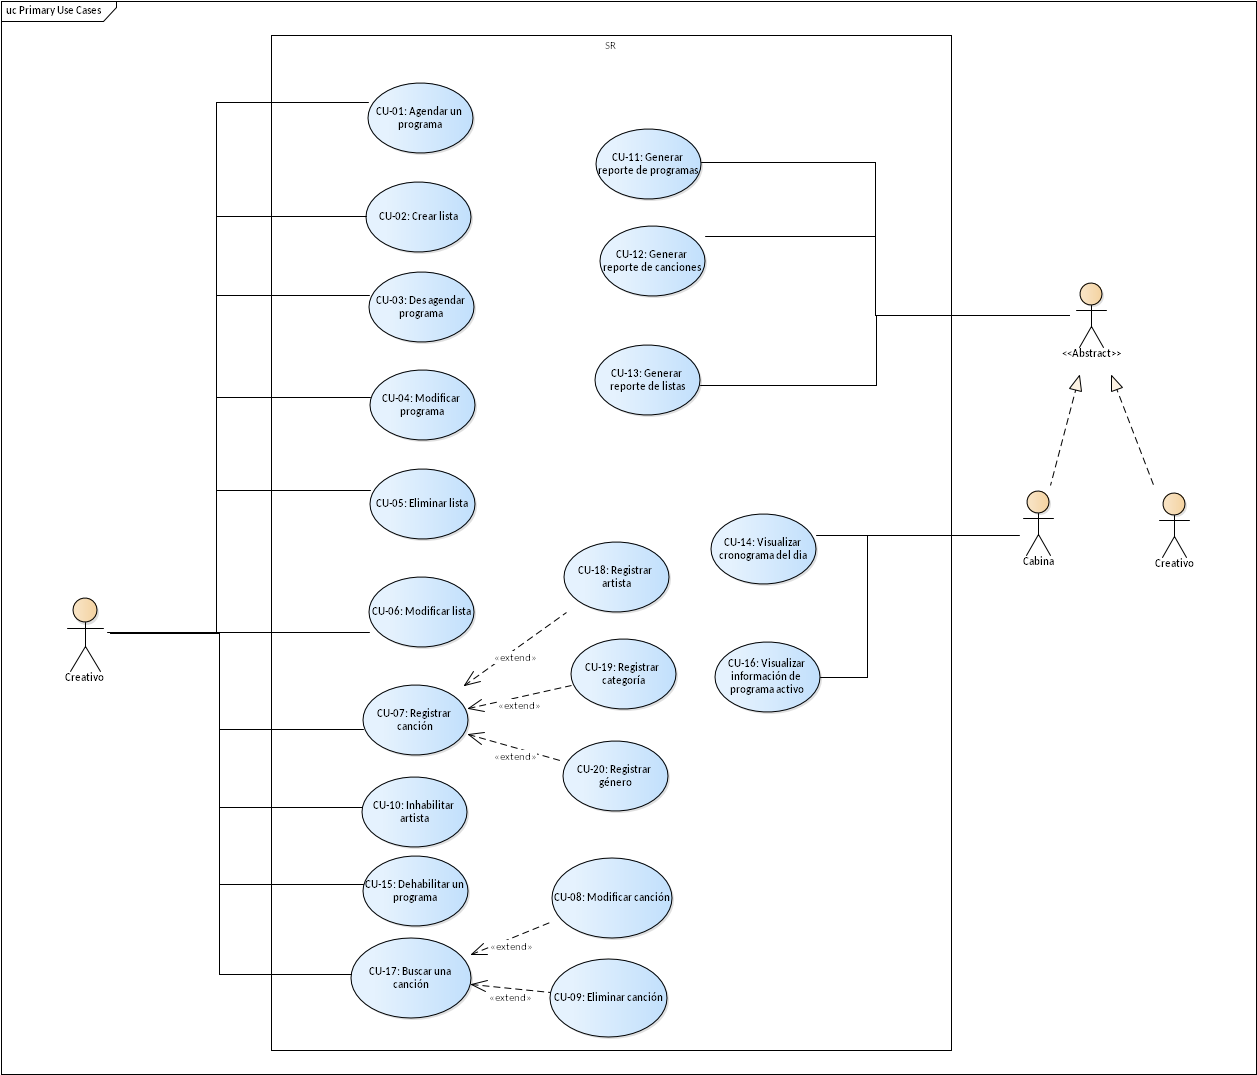 uc Primary Use Cases
SR
CU-01: Agendar un
programa
CU-02: Crear lista
CU-03: Des agendar
programa
CU-04: Modificar
programa
CU-05: Eliminar lista
CU-06: Modificar lista
CU-07: Registrar
canción
CU-10: Inhabilitar
artista
CU-15: Dehabilitar un
programa
CU-17: Buscar una
canción
CU-18: Registrar
artista
CU-19: Registrar
categoría
CU-20: Registrar
género
CU-08: Modificar canción
CU-09: Eliminar canción
«extend»
«extend»
«extend»
«extend»
«extend»
CU-11: Generar
reporte de programas
CU-12: Generar
reporte de canciones
CU-13: Generar
reporte de listas
CU-14: Visualizar
cronograma del dia
CU-16: Visualizar
información de
programa activo
Creativo
<<Abstract>>
Cabina
Creativo